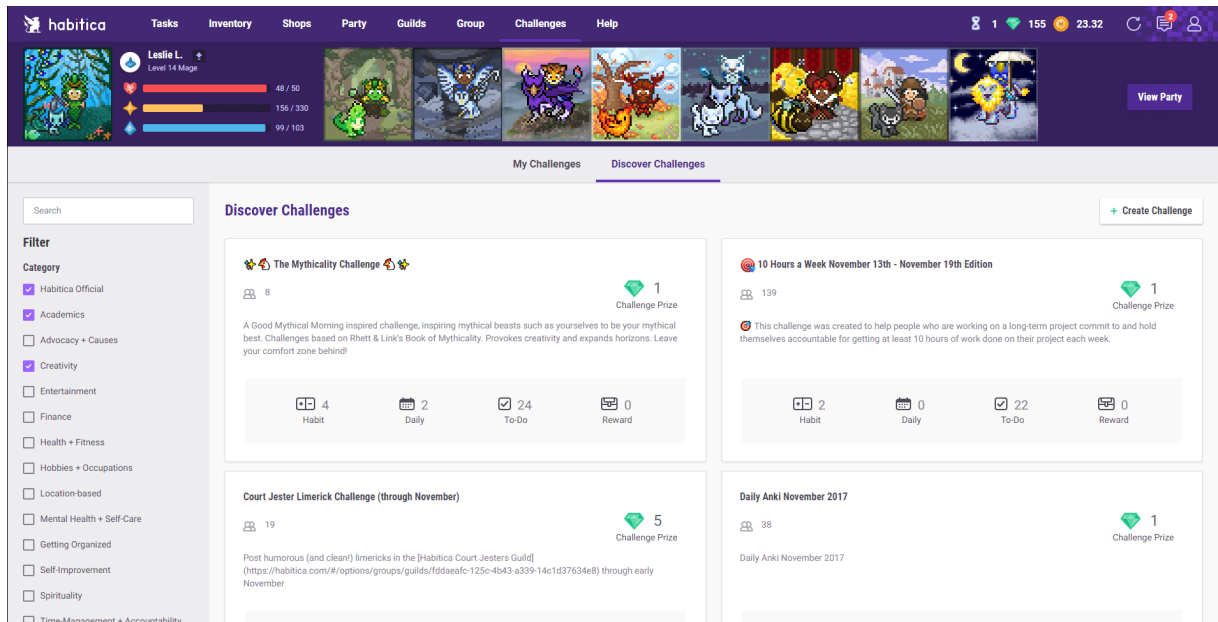 habitica
Tasks
Inventory
Shops
Party
Guilds
Group
Challenges
Help
1
155
23.32
2
Leslie L.
Level 14 Mage
48 / 50
156 / 330
99 / 103
View Party
My Challenges
Discover Challenges
Search
Filter
Category
Habitica Official
Academics
Advocacy + Causes
Creativity
Entertainment
Finance
Health + Fitness
Hobbies + Occupations
Location-based
Mental Health + Self-Care
Getting Organized
Self-Improvement
Spirituality
Time-Management + Accountability
Discover Challenges
+ Create Challenge
The Mythicality Challenge
8
1
Challenge Prize
A Good Mythical Morning inspired challenge, inspiring mythical beasts such as yourselves to be your mythical
best. Challenges based on Rhett & Link's Book of Mythicality. Provokes creativity and expands horizons. Leave
your comfort zone behind!
4
Habit
2
Daily
24
To-Do
0
Reward
10 Hours a Week November 13th - November 19th Edition
139
1
Challenge Prize
This challenge was created to help people who are working on a long-term project commit to and hold
themselves accountable for getting at least 10 hours of work done on their project each week.
2
Habit
0
Daily
22
To-Do
0
Reward
Court Jester Limerick Challenge (through November)
19
5
Challenge Prize
Post humorous (and clean!) limericks in the [Habitica Court Jesters Guild]
(https://habitica.com/#/options/groups/guilds/fddaeafc-125c-4b43-a339-14c1d37634e8) through early
November
Daily Anki November 2017
38
1
Challenge Prize
Daily Anki November 2017